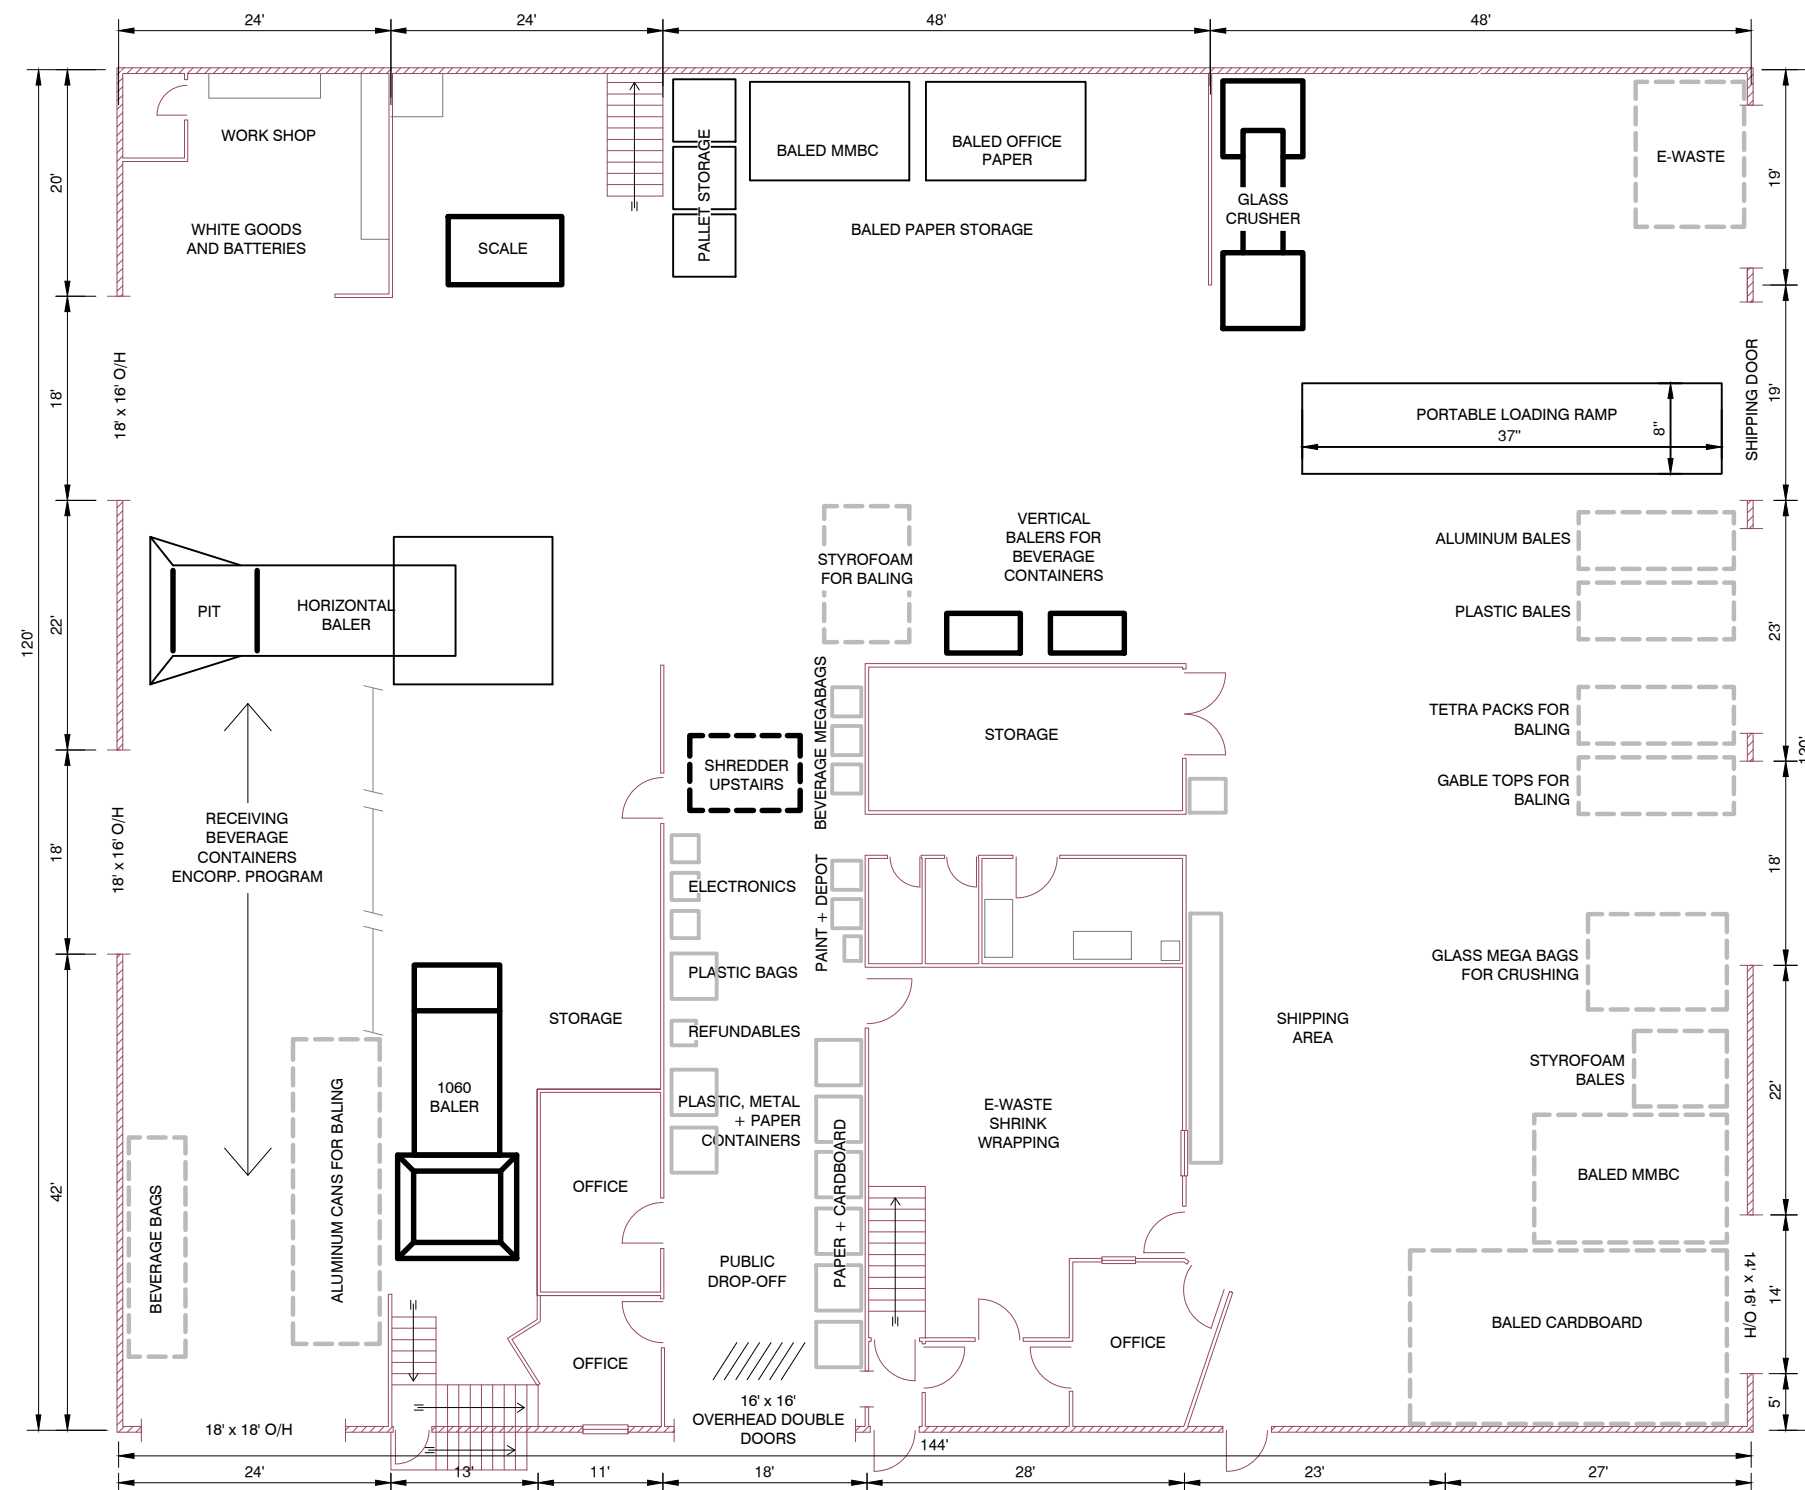 24'
24'
48'
48'
WORK SHOP
WHITE GOODS
AND BATTERIES
SCALE
PALLET STORAGE
BALED MMBC
BALED OFFICE
PAPER
BALED PAPER STORAGE
GLASS
CRUSHER
E-WASTE
20'
19'
18'
18' x 16' O/H
PORTABLE LOADING RAMP
37"
8"
SHIPPING DOOR
19'
120'
22'
PIT
HORIZONTAL
BALER
STYROFOAM
FOR BALING
VERTICAL
BALERS FOR
BEVERAGE
CONTAINERS
ALUMINUM BALES
PLASTIC BALES
23'
TETRA PACKS FOR
BALING
GABLE TOPS FOR
BALING
120'
STORAGE
BEVERAGE MEGABAGS
SHREDDER
UPSTAIRS
18'
18' x 16' O/H
RECEIVING
BEVERAGE
CONTAINERS
ENCORP. PROGRAM
ELECTRONICS
PAINT + DEPOT
18'
PLASTIC BAGS
GLASS MEGA BAGS
FOR CRUSHING
STORAGE
REFUNDABLES
SHIPPING
AREA
STYROFOAM
BALES
22'
1060
BALER
PLASTIC, METAL
+ PAPER
CONTAINERS
E-WASTE
SHRINK
WRAPPING
BALED MMBC
42'
BEVERAGE BAGS
ALUMINUM CANS FOR BALING
OFFICE
PAPER + CARDBOARD
PUBLIC
DROP-OFF
14' x 16' O/H
14'
BALED CARDBOARD
OFFICE
OFFICE
16' x 16'
OVERHEAD DOUBLE
DOORS
5'
18' x 18' O/H
144'
24'
13'
11'
18'
28'
23'
27'